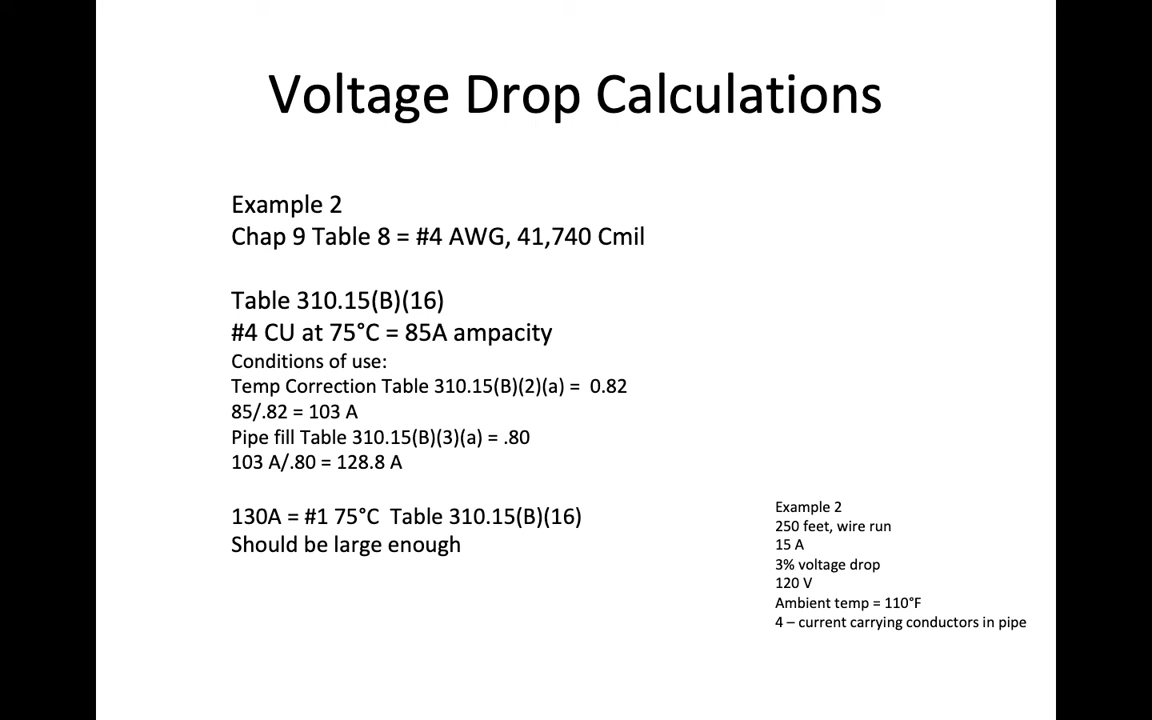 Voltage Drop Calculations
Example 2
Chap 9 Table 8 = #4 AWG, 41,740 Cmil
Table 310.15(B)(16)
#4 CU at 75°C = 85A ampacity
Conditions of use:
Temp Correction Table 310.15(B)(2)(a) =  0.82
85/.82 = 103 A
Pipe fill Table 310.15(B)(3)(a) = .80
103 A/.80 = 128.8 A
130A = #1 75°C  Table 310.15(B)(16)
Should be large enough
Example 2
250 feet, wire run
15 A
3% voltage drop
120 V
Ambient temp = 110°F
4 – current carrying conductors in pipe